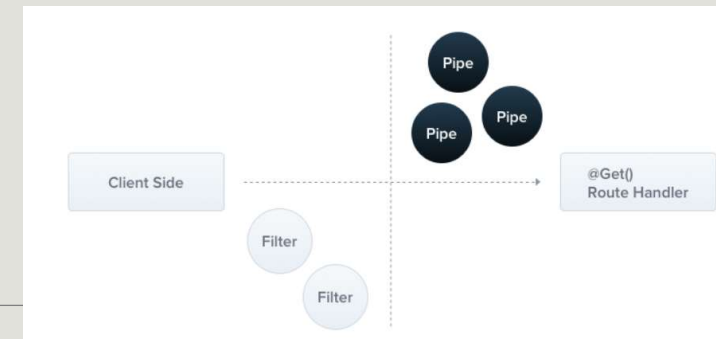 Pipe
Pipe
Pipe
Client Side
@Get()
Route Handler
Filter
Filter